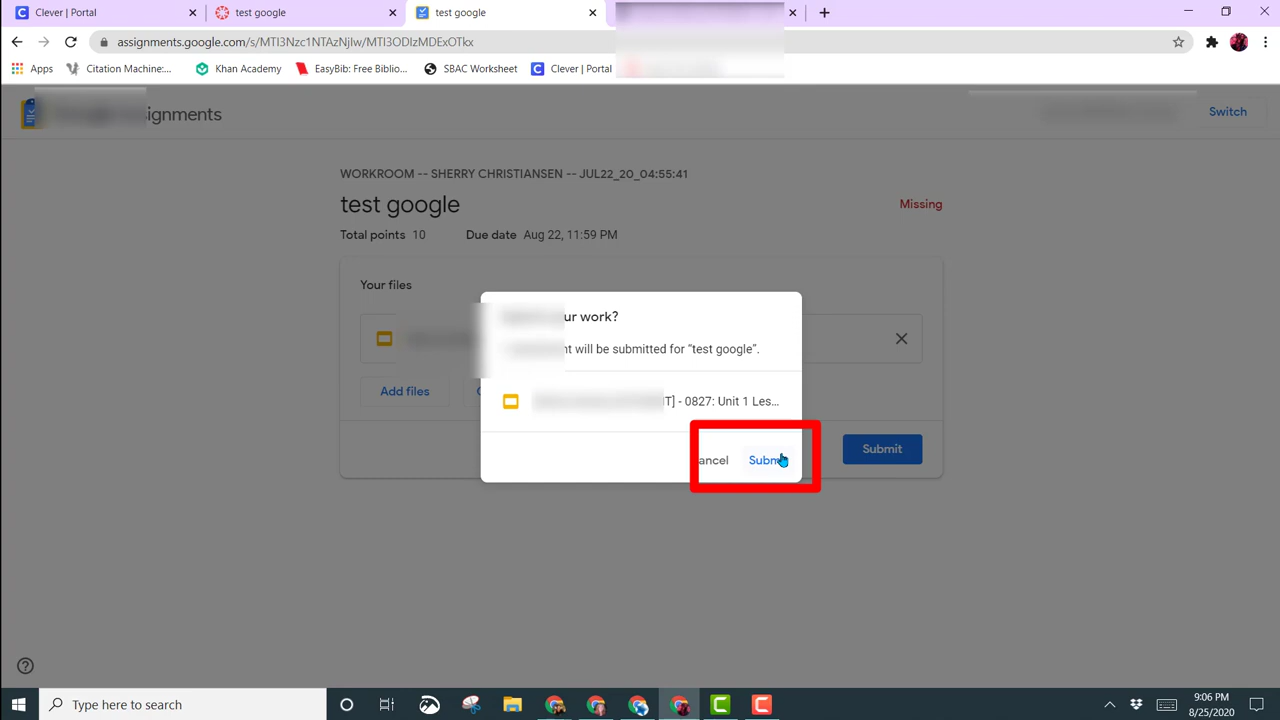 Clever | Portal
test google
test google
assignments.google.com/s/MTI3Nzc1NTAzNjIw/MTI3ODIzMDExOTkx
Apps
Citation Machine:...
Khan Academy
EasyBib: Free Biblio...
SBAC Worksheet
Clever | Portal
ignments
Switch
WORKROOM -- SHERRY CHRISTIANSEN -- JUL22_20_04:55:41
test google
Missing
Total points 10 Due date Aug 22, 11:59 PM
Your files
ur work?
nt will be submitted for “test google”.
T] - 0827: Unit 1 Les...
Add files
ancel
Subm
Submit
Type here to search
9:06 PM
8/25/2020